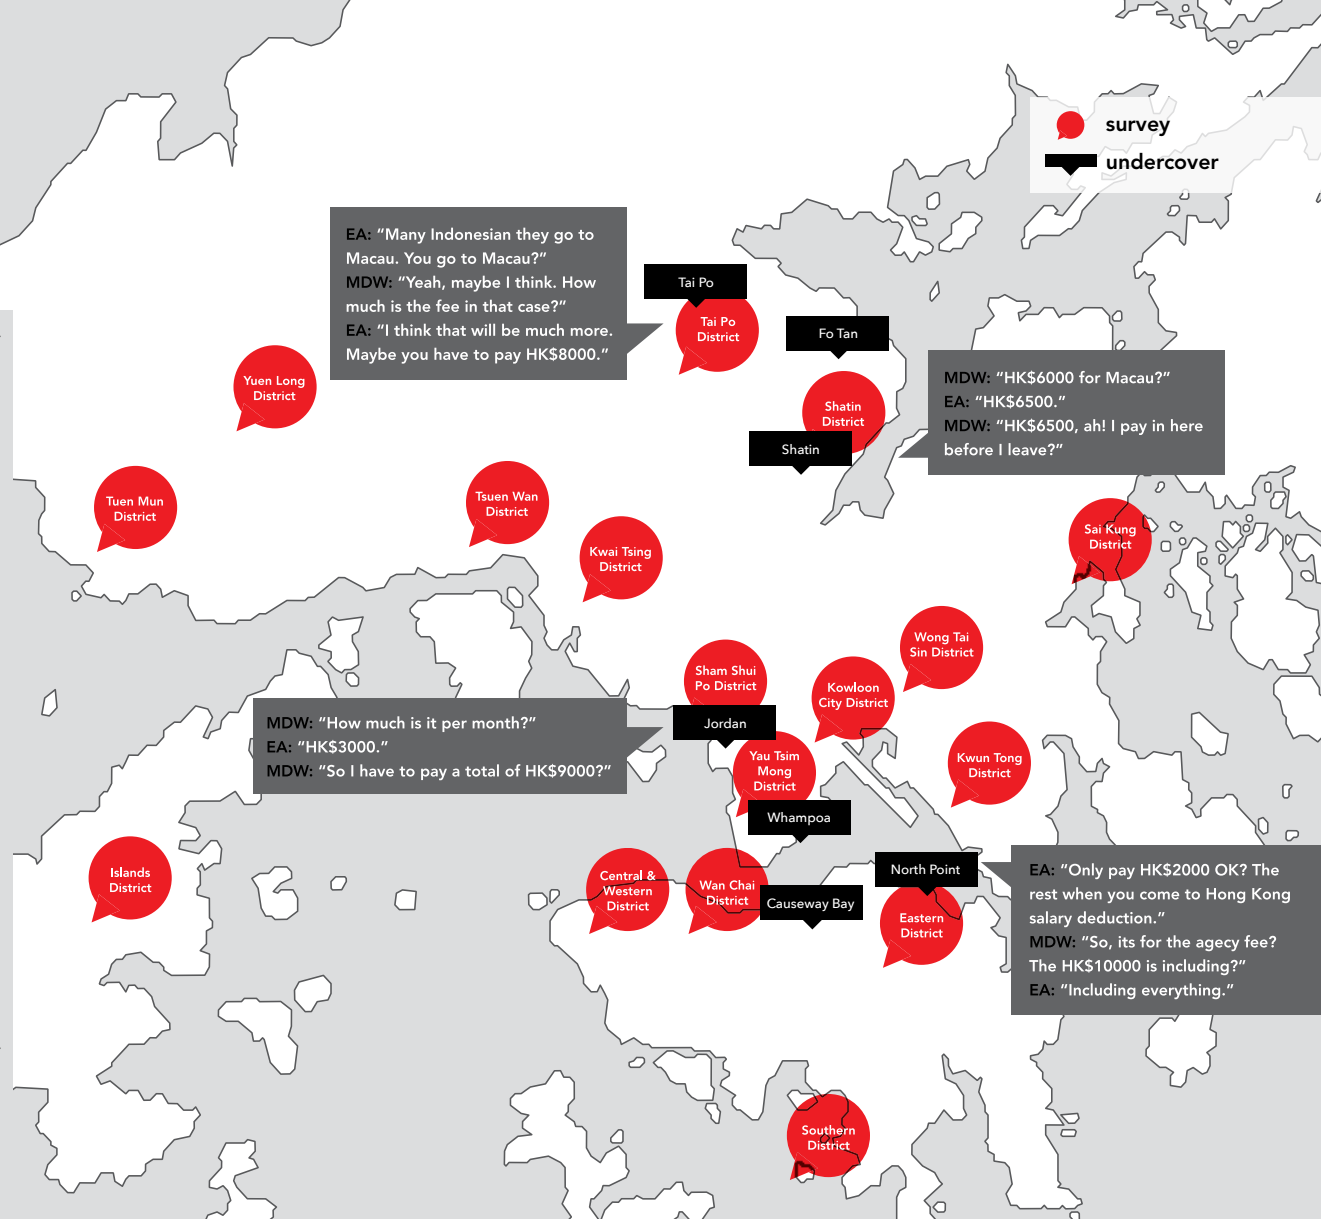 survey
undercover
EA: “Many Indonesian they go to
Macau. You go to Macau?”
MDW: “Yeah, maybe I think. How
much is the fee in that case?”
EA: “I think that will be much more.
Maybe you have to pay HK$8000.”
Tai Po
Tai Po
District
Fo Tan
Yuen Long
District
MDW: “HK$6000 for Macau?”
EA: “HK$6500.”
MDW: “HK$6500, ah! I pay in here
before I leave?”
Shatin
District
Shatin
Tuen Mun
District
Tsuen Wan
District
Kwai Tsing
District
Sai Kung
District
Wong Tai
Sin District
Sham Shui
Po District
Kowloon
City District
MDW: “How much is it per month?”
EA: “HK$3000.”
MDW: “So I have to pay a total of HK$9000?”
Jordan
Yau Tsim
Mong
District
Kwun Tong
District
Whampoa
Islands
District
Central &
Western
District
Wan Chai
District
Causeway Bay
North Point
Eastern
District
EA: “Only pay HK$2000 OK? The
rest when you come to Hong Kong
salary deduction.”
MDW: “So, its for the agecy fee?
The HK$10000 is including?”
EA: “Including everything.”
Southern
District